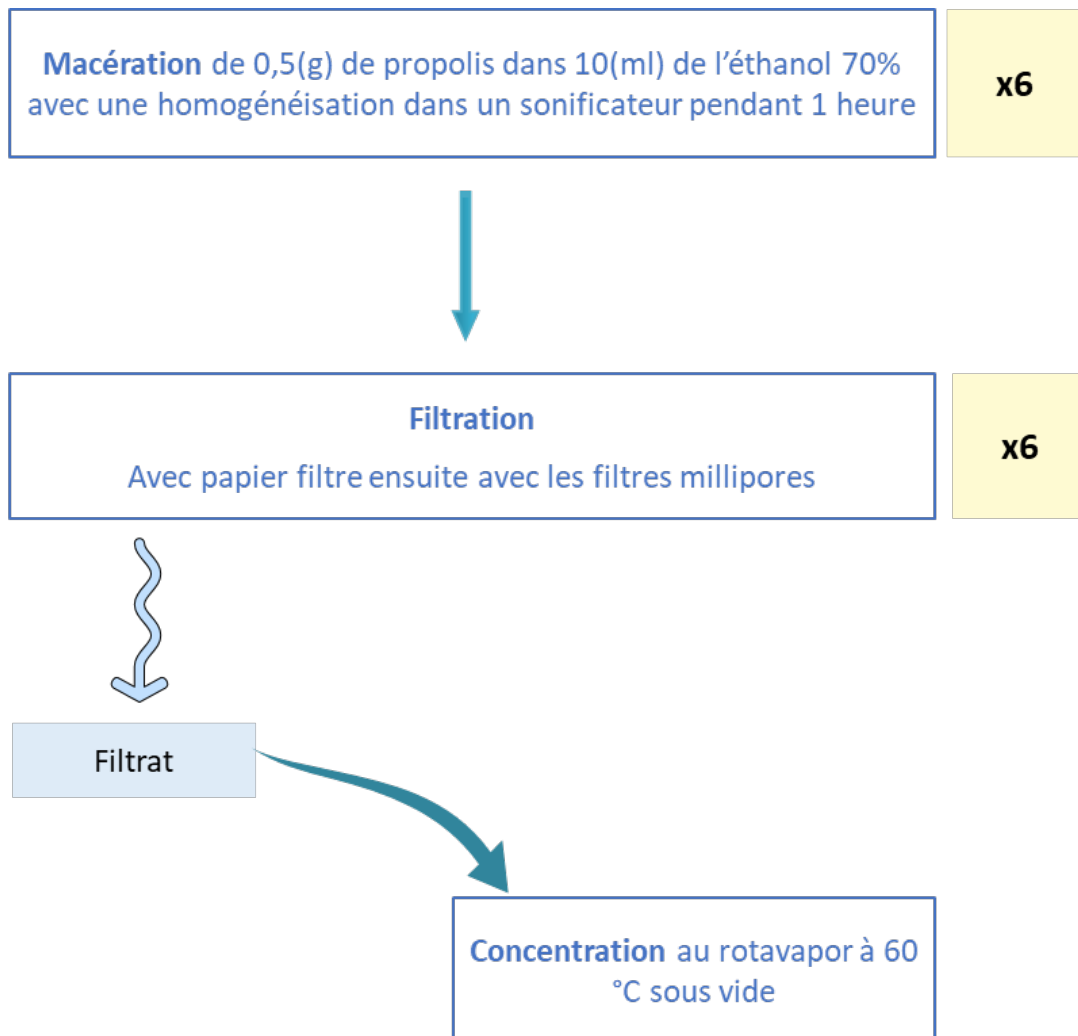 Macération de 0,5(g) de propolis dans 10(ml) de l’éthanol 70%
avec une homogénéisation dans un sonificateur pendant 1 heure
x6
Filtration
Avec papier filtre ensuite avec les filtres millipores
x6
Filtrat
Concentration au rotavapor à 60
°C sous vide